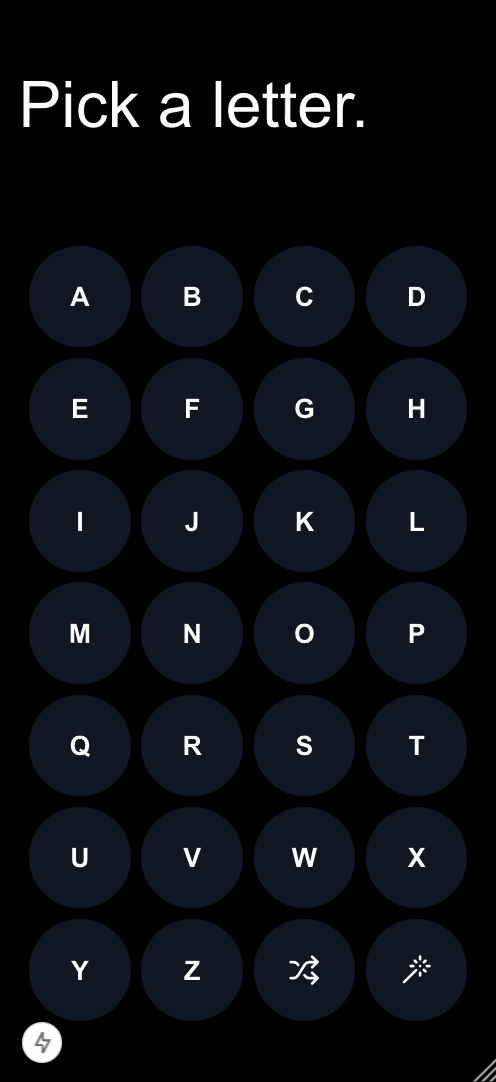 Pick a letter.
A B C D
E F G H
I J K L
M N O P
Q R S T
U V W X
Y Z